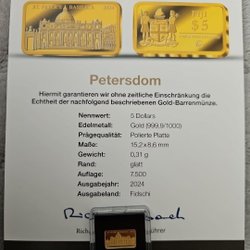 ST. PETER'S BASILICA 2024
FIJI
$5
Petersdom
Hiermit garantieren wir ohne zeitliche Einschränkung die
Echtheit der nachfolgend beschriebenen Gold-Barrenmünze.
Nennwert: 5 Dollars
Edelmetall: Gold (999,9/1000)
Prägequalität: Polierte Platte
Maße: 15,2 x 8,6 mm
Gewicht: 0,31 g
Rand: glatt
Auflage: 7.500
Ausgabejahr: 2024
Ausgabeland: Fidschi